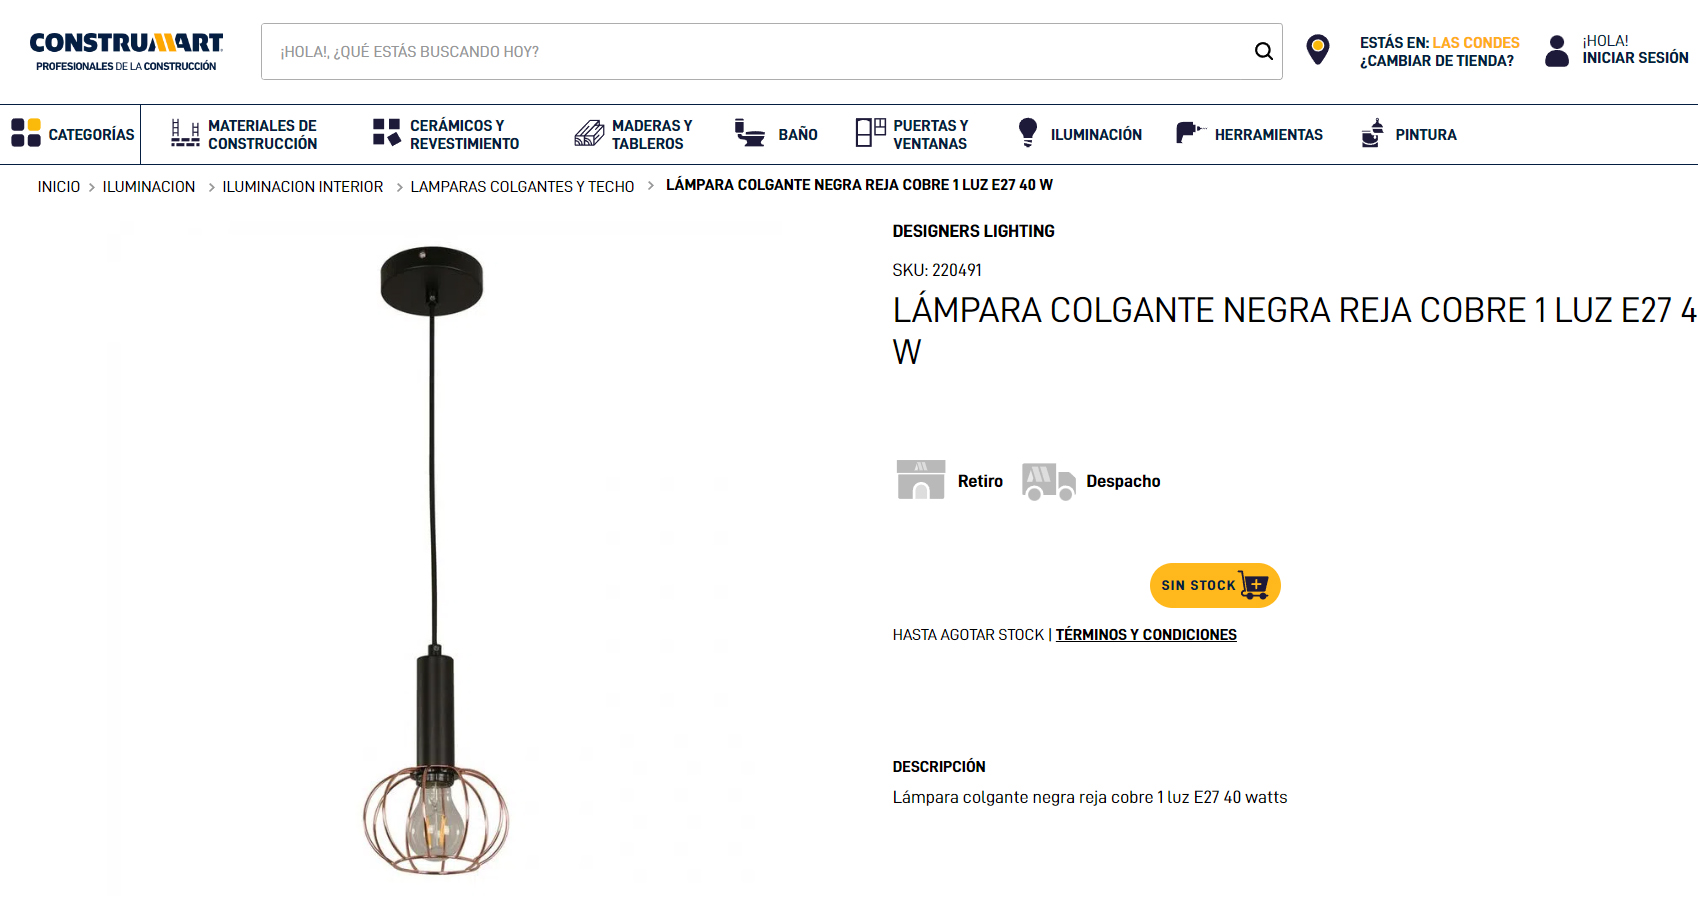 CONSTRUMART
PROFESIONALES DE LA CONSTRUCCIÓN
¡HOLA!, ¿QUÉ ESTÁS BUSCANDO HOY?
ESTÁS EN: LAS CONDES
¿CAMBIAR DE TIENDA?
¡HOLA!
INICIAR SESIÓN
CATEGORÍAS
MATERIALES DE
CONSTRUCCIÓN
CERÁMICOS Y
REVESTIMIENTO
MADERAS Y
TABLEROS
BAÑO
PUERTAS Y
VENTANAS
ILUMINACIÓN
HERRAMIENTAS
PINTURA
INICIO > ILUMINACION > ILUMINACION INTERIOR > LAMPARAS COLGANTES Y TECHO > LÁMPARA COLGANTE NEGRA REJA COBRE 1 LUZ E27 40 W
DESIGNERS LIGHTING
SKU: 220491
LÁMPARA COLGANTE NEGRA REJA COBRE 1 LUZ E27 4
W
Retiro
Despacho
SIN STOCK
HASTA AGOTAR STOCK | TÉRMINOS Y CONDICIONES
DESCRIPCIÓN
Lámpara colgante negra reja cobre 1 luz E27 40 watts